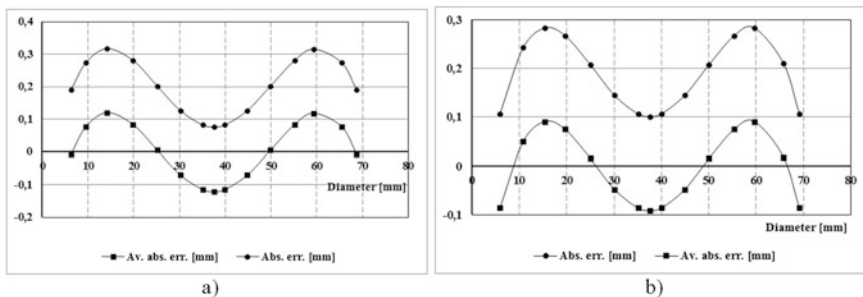 0,4
0,3
0,2
0,1
0
-0,1
-0,2
0 10 20 30 40 50 60 70 80
Diameter [mm]
Av. abs. err. [mm] Abs. err. [mm]
a)
0,3
0,2
0,1
0
-0,1
0 10 20 30 40 50 60 70 80
Diameter [mm]
Abs. err. [mm] Av. abs. err. [mm]
b)